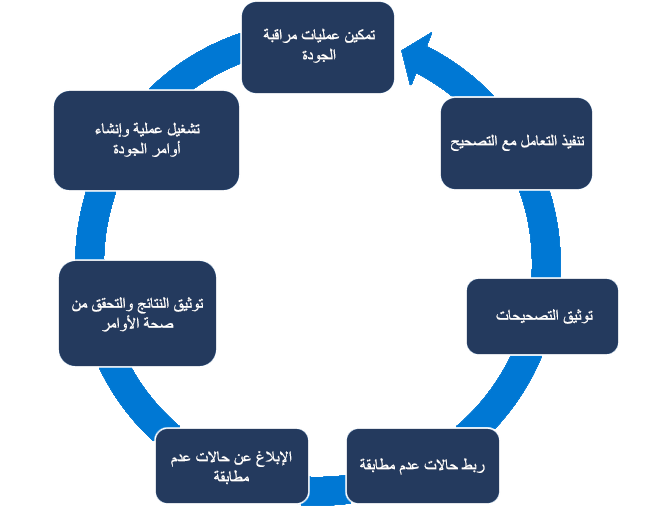 تمكين عمليات مراقبة
الجودة
تشغيل عملية وإنشاء
أوامر الجودة
توثيق النتائج والتحقق من
صحة الأوامر
الإبلاغ عن حالات عدم
مطابقة
ربط حالات عدم مطابقة
توثيق التصحيحات
تنفيذ التعامل مع التصحيح